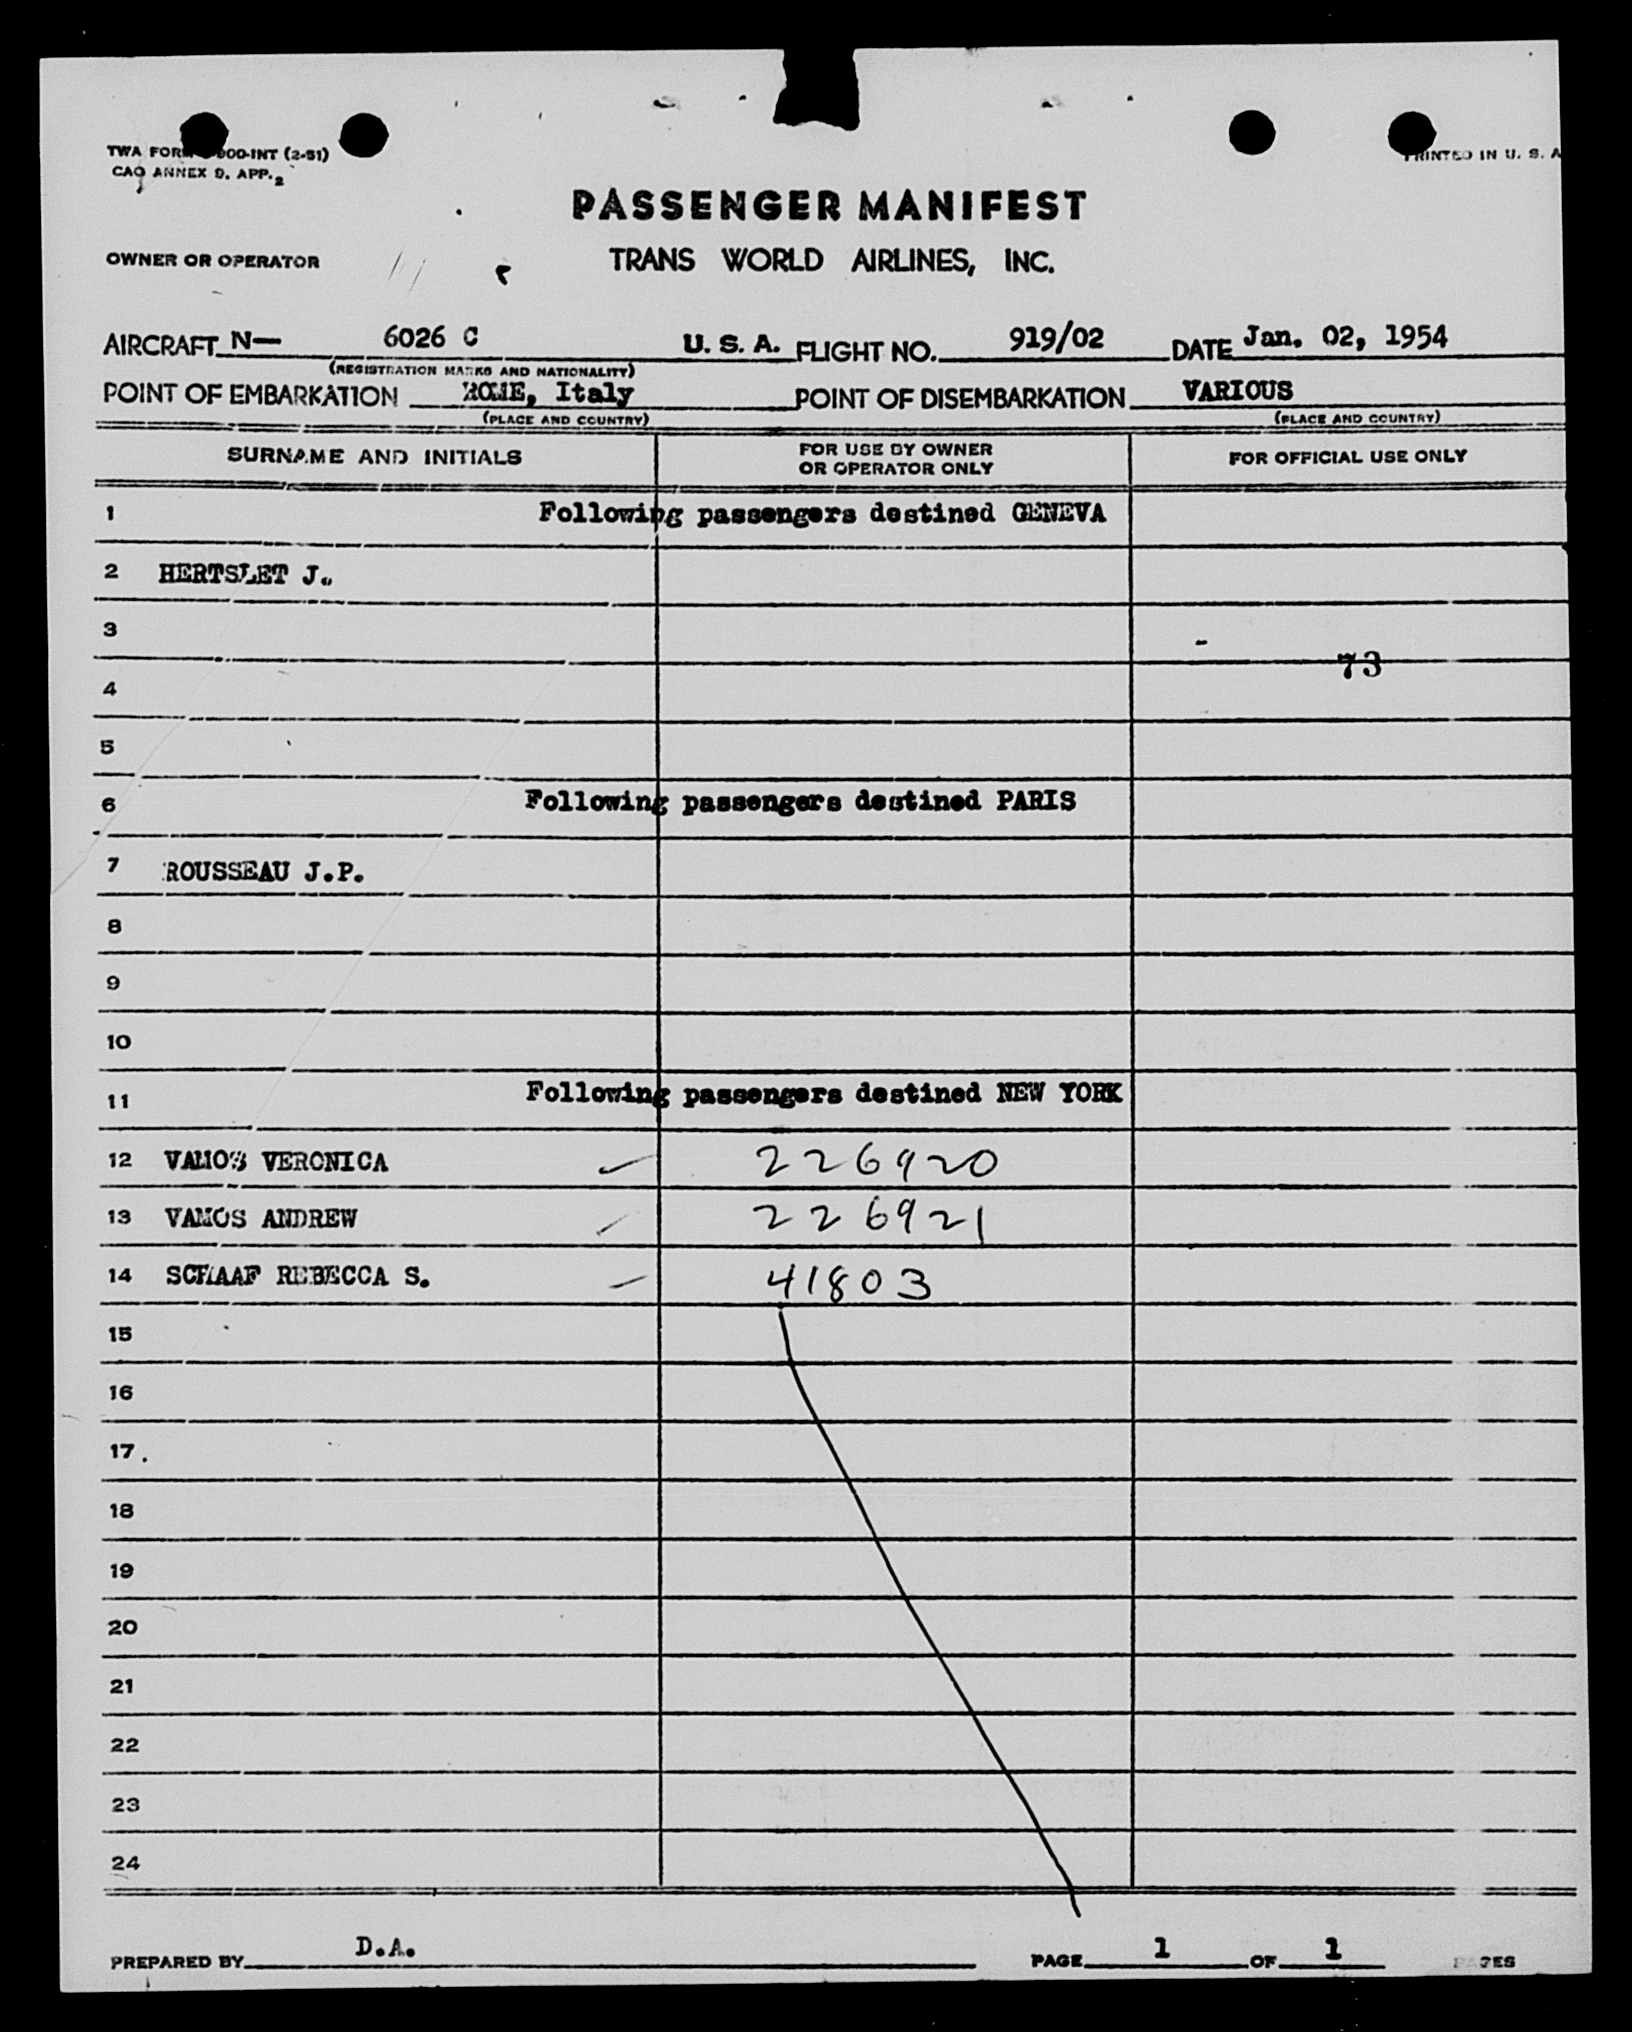 TWA FORM 000-INT (2-51)
PRINTED IN U. S. A
CAO ANNEX 9. APP. 2
PASSENGER MANIFEST
OWNER OR OPERATOR
TRANS WORLD AIRLINES, INC.
AIRCRAFT N— 6026 C U. S. A. FLIGHT NO. 919/02 DATE Jan. 02, 1954
(REGISTRATION MARKS AND NATIONALITY)
POINT OF EMBARKATION ROME, Italy POINT OF DISEMBARKATION VARIOUS
(PLACE AND COUNTRY) (PLACE AND COUNTRY)
SURNAME AND INITIALS FOR USE BY OWNER OR OPERATOR ONLY FOR OFFICIAL USE ONLY
1 Following passengers destined GENEVA
2 HERTSLET J.
3
73
4
5
6 Following passengers destined PARIS
7 ROUSSEAU J.P.
8
9
10
11 Following passengers destined NEW YORK
12 VAMOS VERONICA 226920
13 VAMOS ANDREW 226921
14 SCHAAF REBECCA S. 41803
15
16
17
18
19
20
21
22
23
24
PREPARED BY D.A. PAGE 1 OF 1 PAGES